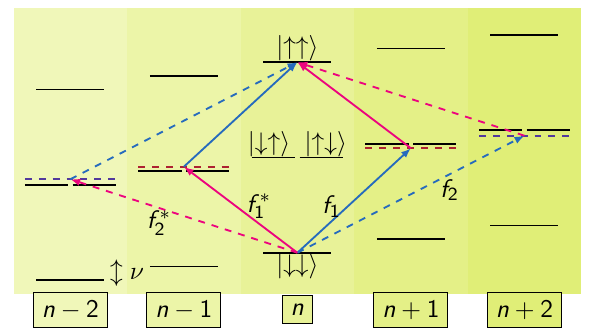 |↑↑⟩
|↓↑⟩ |↑↓⟩
f₁* f₁ f₂
f₂*
|↓↓⟩
ν
n − 2 n − 1 n n + 1 n + 2